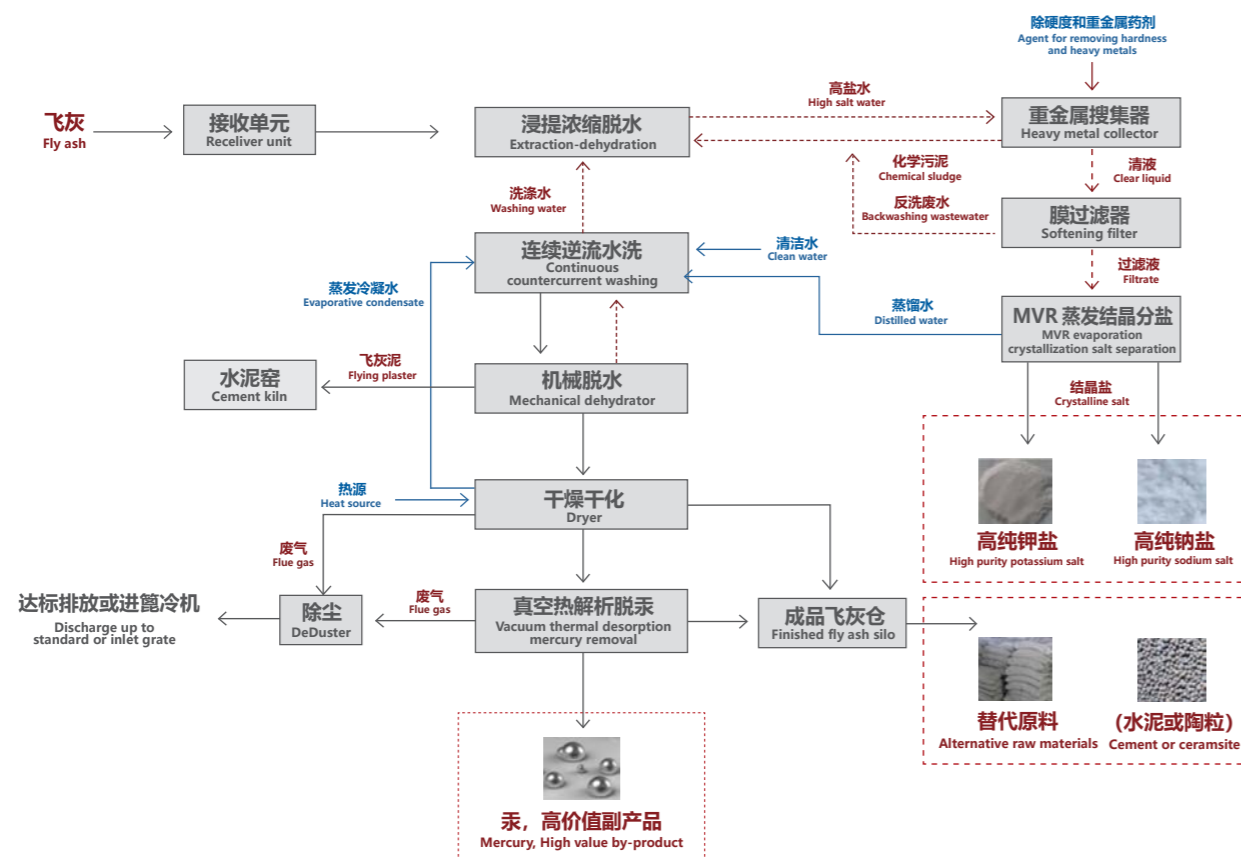 除硬度和重金属药剂
Agent for removing hardness
and heavy metals
飞灰
Fly ash
接收单元
Receliver unit
浸提浓缩脱水
Extraction-dehydration
高盐水
High salt water
重金属搜集器
Heavy metal collector
化学污泥
Chemical sludge
清液
Clear liquid
洗涤水
Washing water
反洗废水
Backwashing wastewater
膜过滤器
Softening filter
连续逆流水洗
Continuous
countercurrent washing
清洁水
Clean water
过滤液
Filtrate
蒸发冷凝水
Evaporative condensate
蒸馏水
Distilled water
MVR 蒸发结晶分盐
MVR evaporation
crystallization salt separation
水泥窑
Cement kiln
飞灰泥
Flying plaster
机械脱水
Mechanical dehydrator
结晶盐
Crystalline salt
热源
Heat source
干燥干化
Dryer
高纯钾盐
High purity potassium salt
高纯钠盐
High purity sodium salt
废气
Flue gas
达标排放或进篦冷机
Discharge up to
standard or inlet grate
除尘
DeDuster
废气
Flue gas
真空热解析脱汞
Vacuum thermal desorption
mercury removal
成品飞灰仓
Finished fly ash silo
替代原料
Alternative raw materials
(水泥或陶粒)
Cement or ceramsite
汞，高价值副产品
Mercury, High value by-product